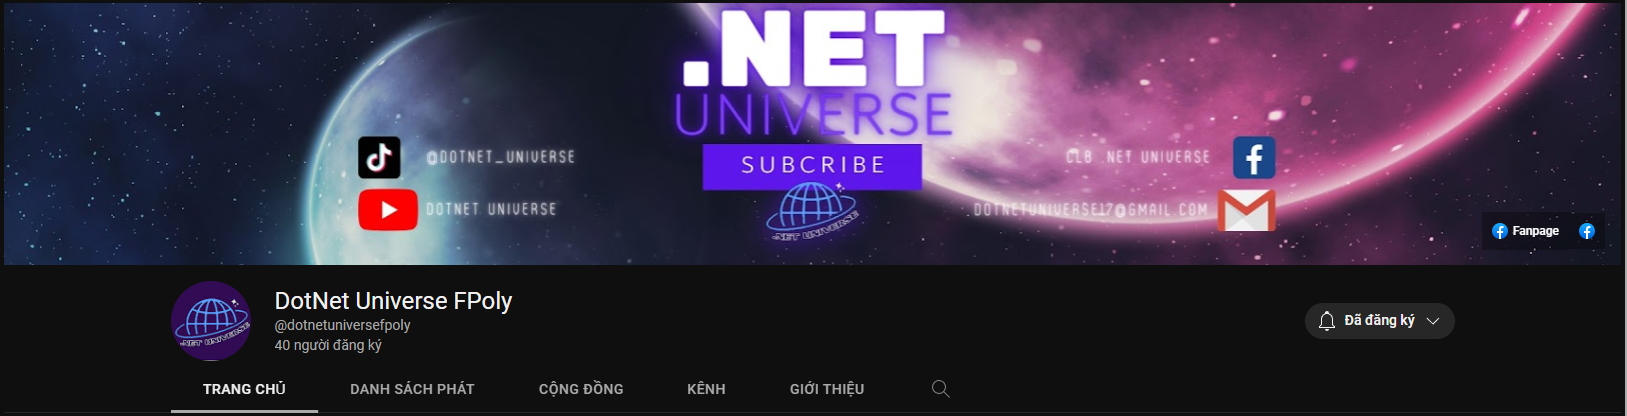 .NET
UNIVERSE
SUBCRIBE
@DOTNET_UNIVERSE
DOTNET UNIVERSE
CLB .NET UNIVERSE
DOTNETUNIVERSE17@GMAIL.COM
.NET UNIVERSE
Fanpage
.NET UNIVERSE
DotNet Universe FPoly
@dotnetuniversefpoly
40 người đăng ký
Đã đăng ký
TRANG CHỦ DANH SÁCH PHÁT CỘNG ĐỒNG KÊNH GIỚI THIỆU